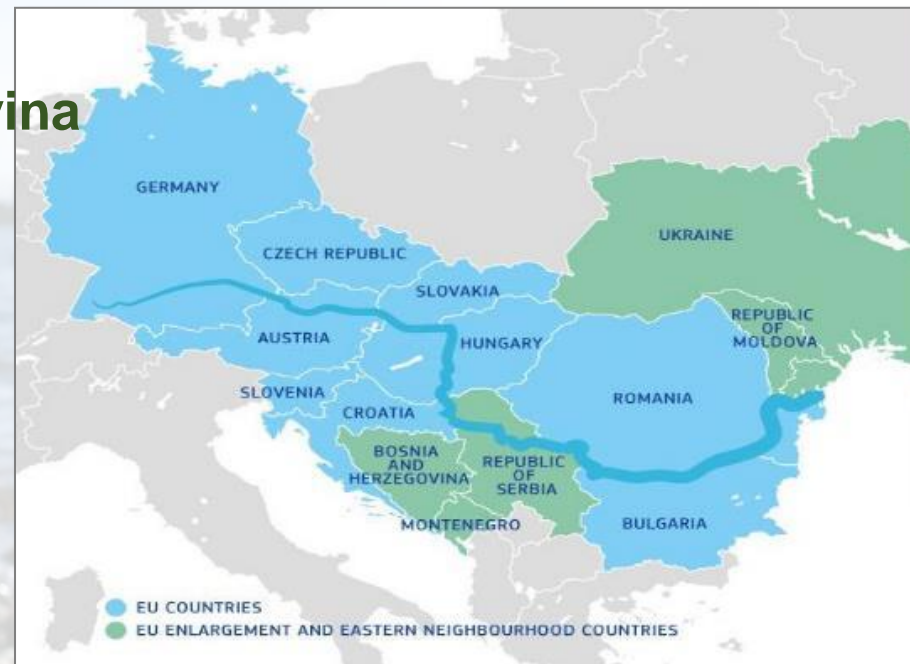 vina
GERMANY
UKRAINE
CZECH REPUBLIC
SLOVAKIA
REPUBLIC
OF
MOLDOVA
AUSTRIA
HUNGARY
SLOVENIA
ROMANIA
CROATIA
BOSNIA
AND
HERZEGOVINA
REPUBLIC
OF
SERBIA
MONTENEGRO
BULGARIA
EU COUNTRIES
EU ENLARGEMENT AND EASTERN NEIGHBOURHOOD COUNTRIES